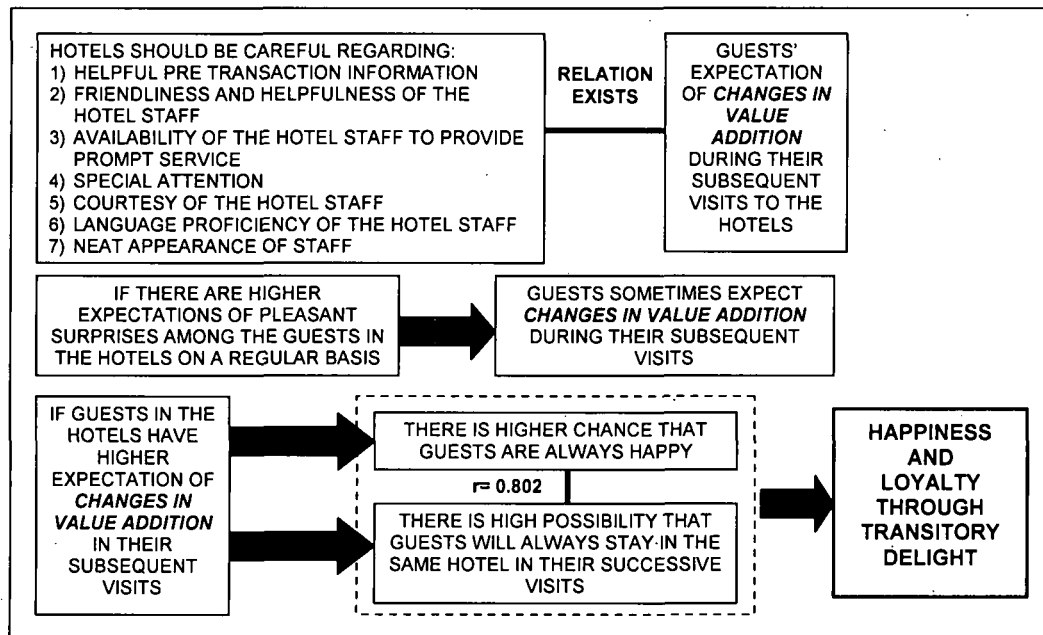 HOTELS SHOULD BE CAREFUL REGARDING:
1) HELPFUL PRE TRANSACTION INFORMATION
2) FRIENDLINESS AND HELPFULNESS OF THE
HOTEL STAFF
3) AVAILABILITY OF THE HOTEL STAFF TO PROVIDE
PROMPT SERVICE
4) SPECIAL ATTENTION
5) COURTESY OF THE HOTEL STAFF
6) LANGUAGE PROFICIENCY OF THE HOTEL STAFF
7) NEAT APPEARANCE OF STAFF
RELATION
EXISTS
GUESTS'
EXPECTATION
OF CHANGES IN
VALUE
ADDITION
DURING THEIR
SUBSEQUENT
VISITS TO THE
HOTELS
IF THERE ARE HIGHER
EXPECTATIONS OF PLEASANT
SURPRISES AMONG THE GUESTS IN
THE HOTELS ON A REGULAR BASIS
GUESTS SOMETIMES EXPECT
CHANGES IN VALUE ADDITION
DURING THEIR SUBSEQUENT
VISITS
IF GUESTS IN THE
HOTELS HAVE
HIGHER
EXPECTATION OF
CHANGES IN
VALUE ADDITION
IN THEIR
SUBSEQUENT
VISITS
THERE IS HIGHER CHANCE THAT
GUESTS ARE ALWAYS HAPPY
r= 0.802
THERE IS HIGH POSSIBILITY THAT
GUESTS WILL ALWAYS STAY IN THE
SAME HOTEL IN THEIR SUCCESSIVE
VISITS
HAPPINESS
AND
LOYALTY
THROUGH
TRANSITORY
DELIGHT